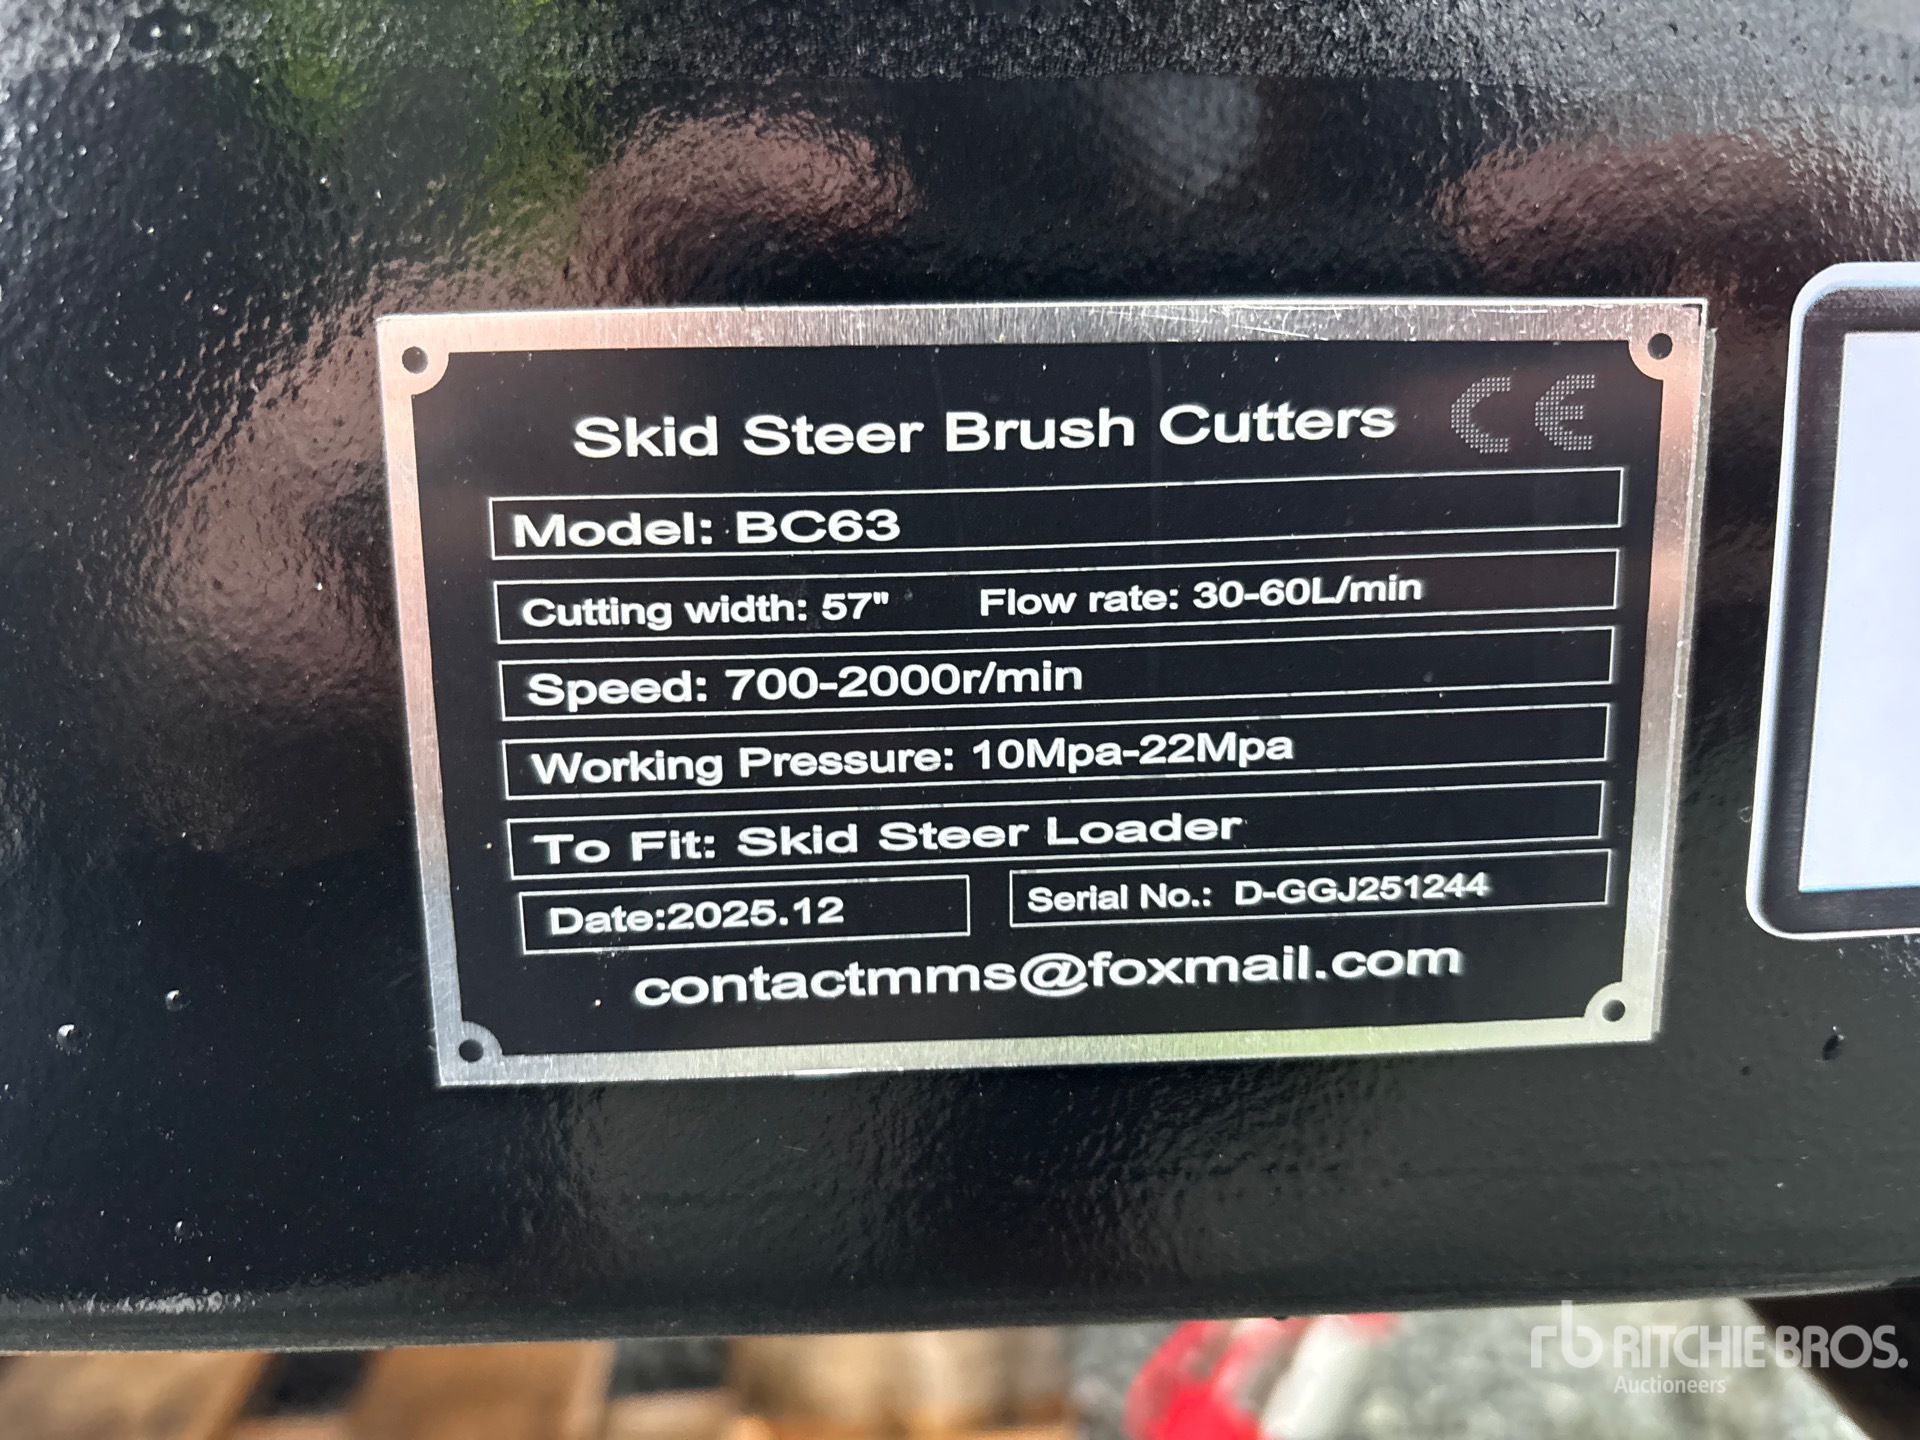 Skid Steer Brush Cutters CE
Model: BC63
Cutting width: 57" Flow rate: 30-60L/min
Speed: 700-2000r/min
Working Pressure: 10Mpa-22Mpa
To Fit: Skid Steer Loader
Date:2025.12 Serial No.: D-GGJ251244
contactmms@foxmail.com
rb RITCHIE BROS.
Auctioneers